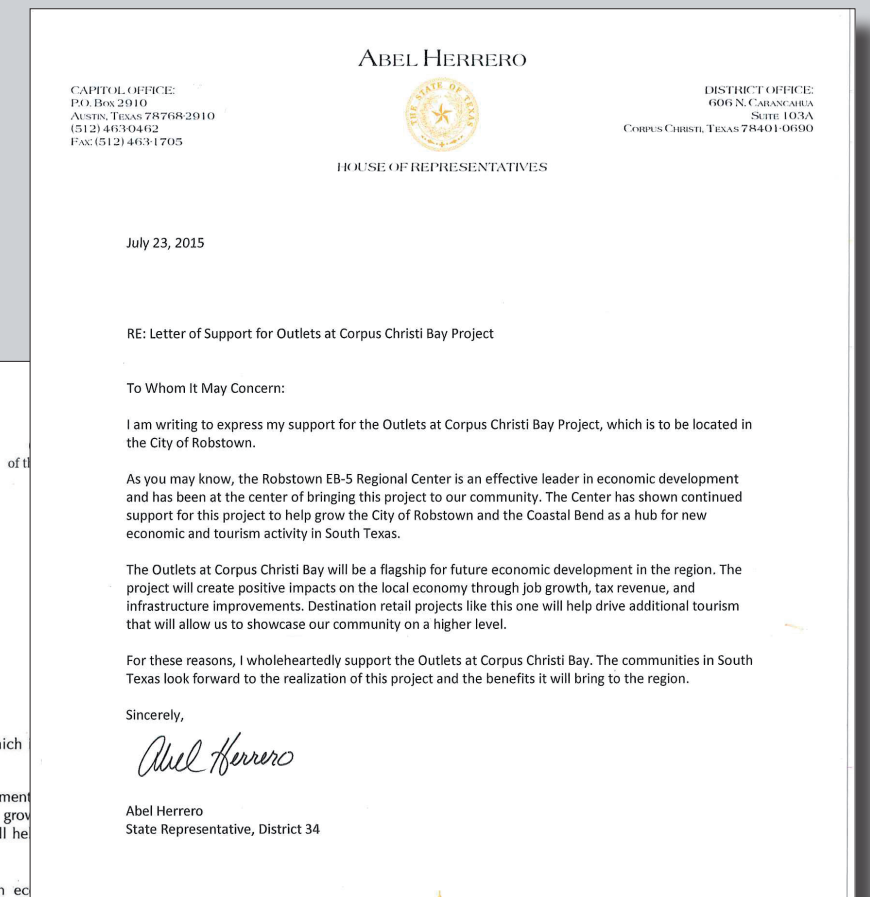 ABEL HERRERO
CAPITOL OFFICE:
P.O. BOX 2910
AUSTIN, TEXAS 78768-2910
(512) 463-0462
FAX: (512) 463-1705
THE STATE OF TEXAS
DISTRICT OFFICE:
606 N. CARANCAHUA
SUITE 103A
CORPUS CHRISTI, TEXAS 78401-0690
HOUSE OF REPRESENTATIVES
July 23, 2015
RE: Letter of Support for Outlets at Corpus Christi Bay Project
To Whom It May Concern:
I am writing to express my support for the Outlets at Corpus Christi Bay Project, which is to be located in
the City of Robstown.
As you may know, the Robstown EB-5 Regional Center is an effective leader in economic development
and has been at the center of bringing this project to our community. The Center has shown continued
support for this project to help grow the City of Robstown and the Coastal Bend as a hub for new
economic and tourism activity in South Texas.
The Outlets at Corpus Christi Bay will be a flagship for future economic development in the region. The
project will create positive impacts on the local economy through job growth, tax revenue, and
infrastructure improvements. Destination retail projects like this one will help drive additional tourism
that will allow us to showcase our community on a higher level.
For these reasons, I wholeheartedly support the Outlets at Corpus Christi Bay. The communities in South
Texas look forward to the realization of this project and the benefits it will bring to the region.
Sincerely,
Abel Herrero
Abel Herrero
State Representative, District 34
of